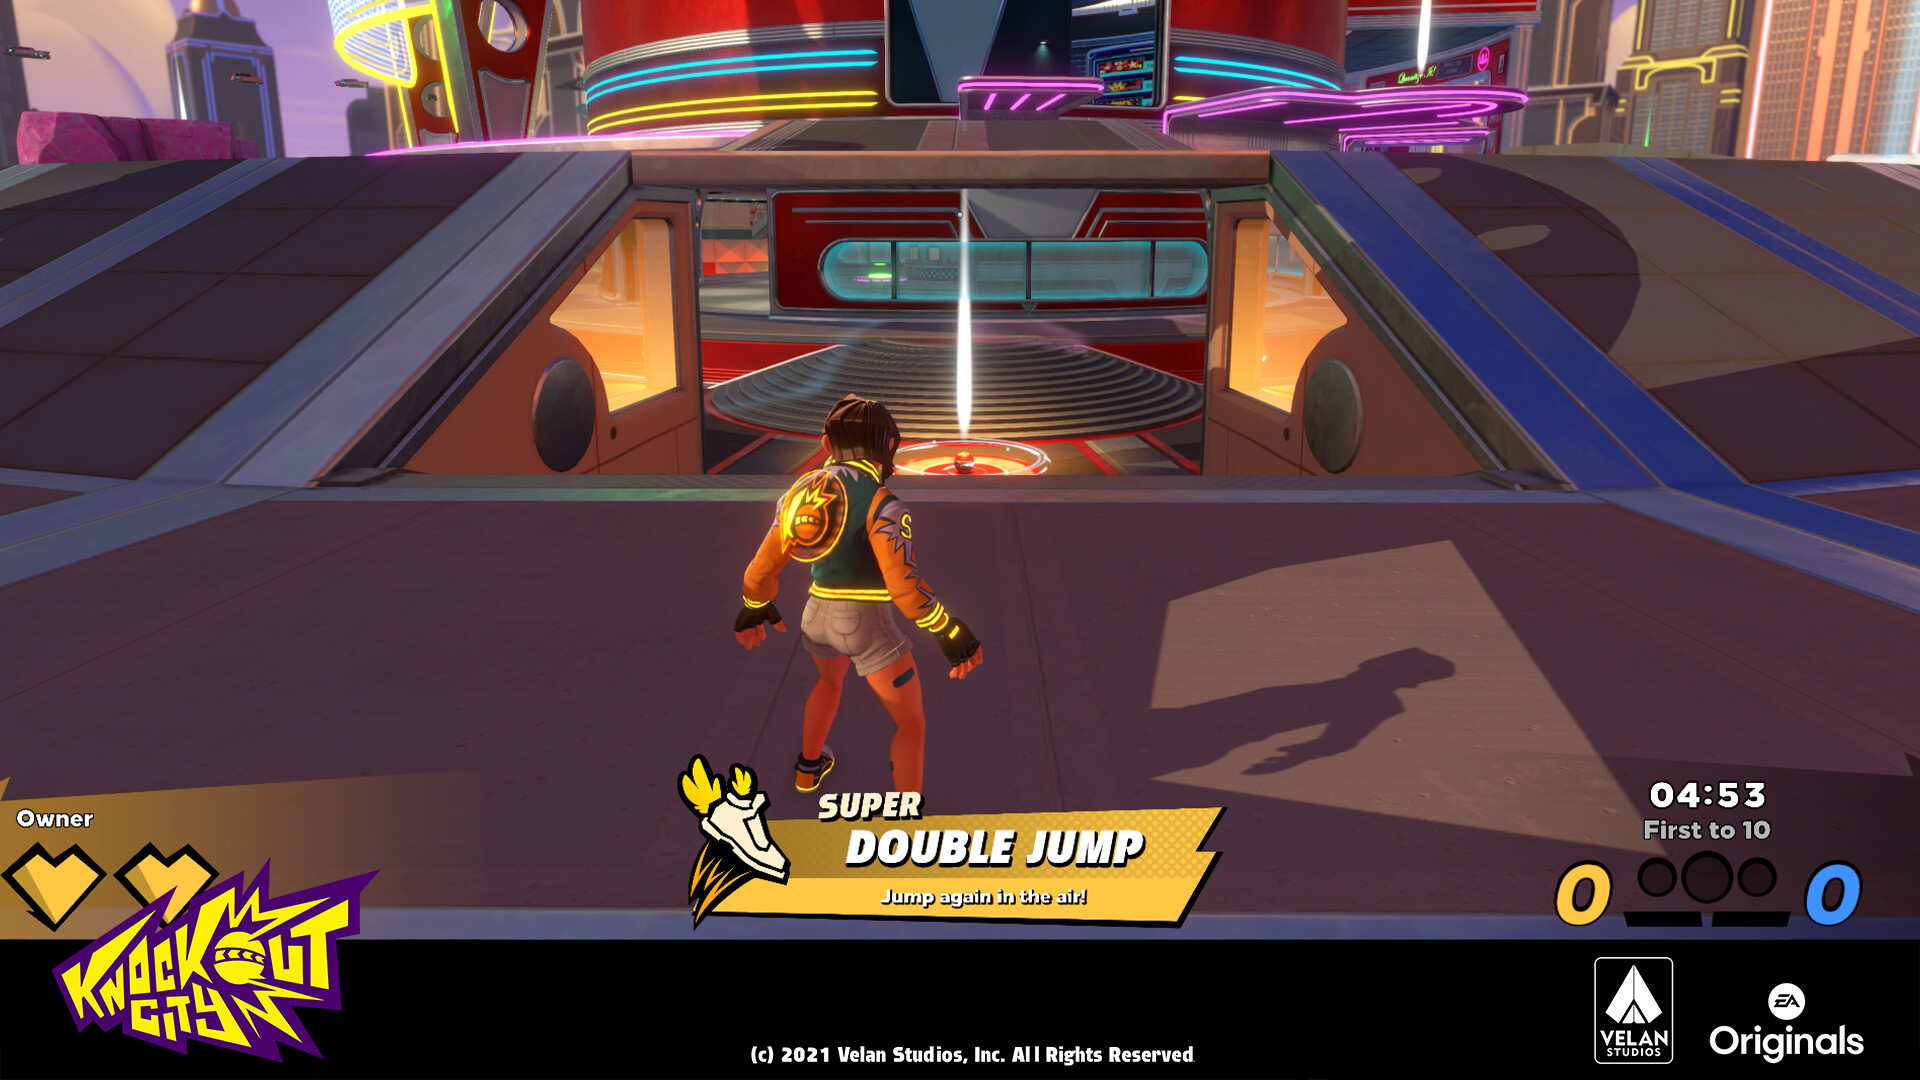 S
Owner
SUPER
DOUBLE JUMP
Jump again in the air!
04:53
First to 10
0 0
KNOCKOUT
CITY
VELAN
STUDIOS
EA
Originals
(c) 2021 Velan Studios, Inc. All Rights Reserved